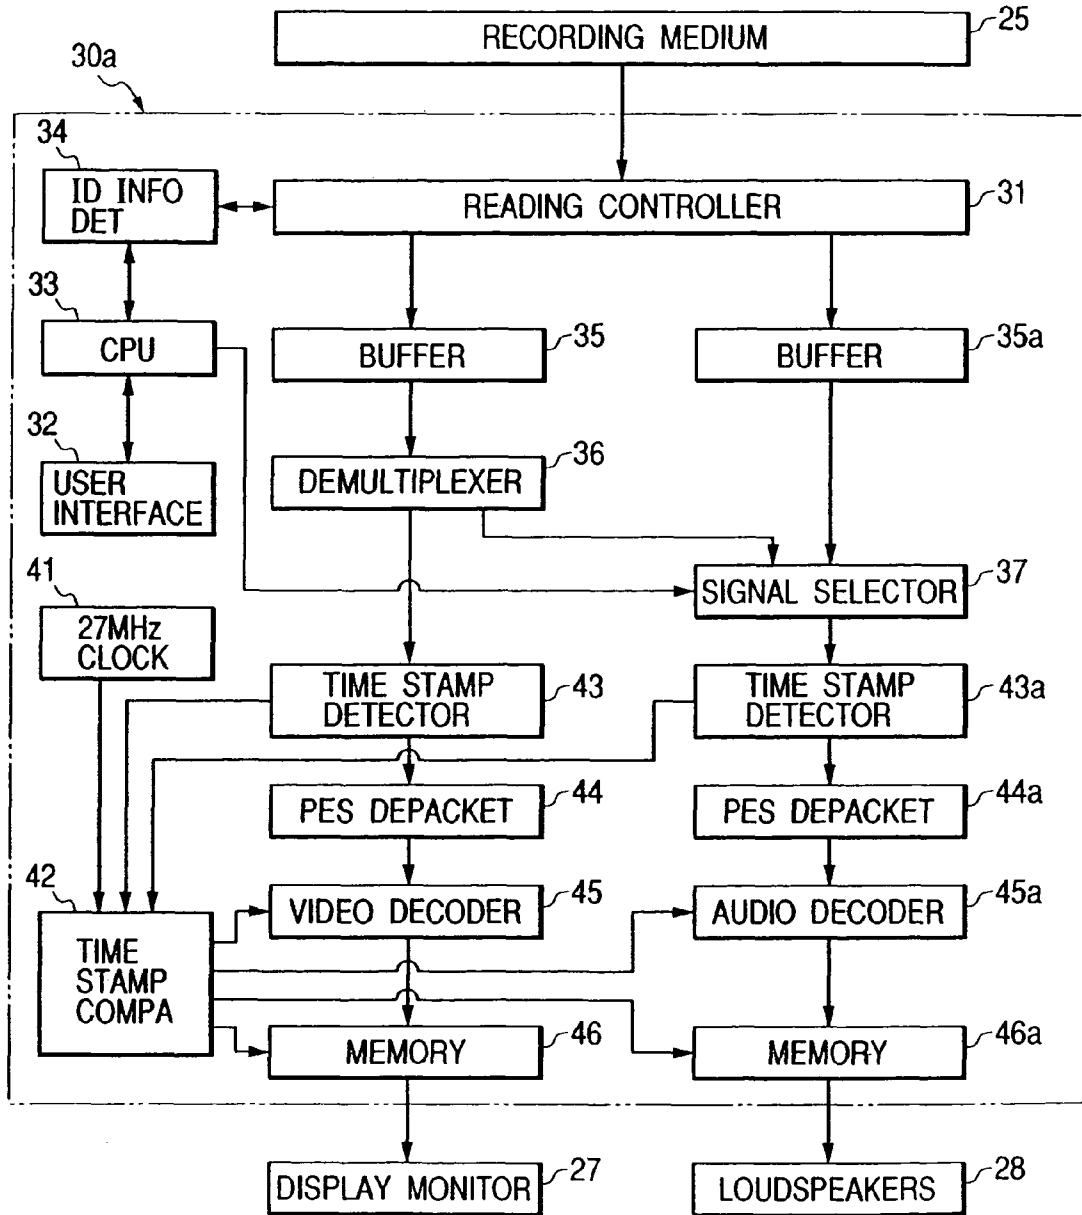 RECORDING MEDIUM
25
30a
34
ID INFO
DET
READING CONTROLLER
31
33
CPU
BUFFER
35
BUFFER
35a
32
USER
INTERFACE
DEMULTIPLEXER
36
41
27MHz
CLOCK
SIGNAL SELECTOR
37
TIME STAMP
DETECTOR
43
TIME STAMP
DETECTOR
43a
PES DEPACKET
44
PES DEPACKET
44a
42
TIME
STAMP
COMPA
VIDEO DECODER
45
AUDIO DECODER
45a
MEMORY
46
MEMORY
46a
DISPLAY MONITOR
27
LOUDSPEAKERS
28